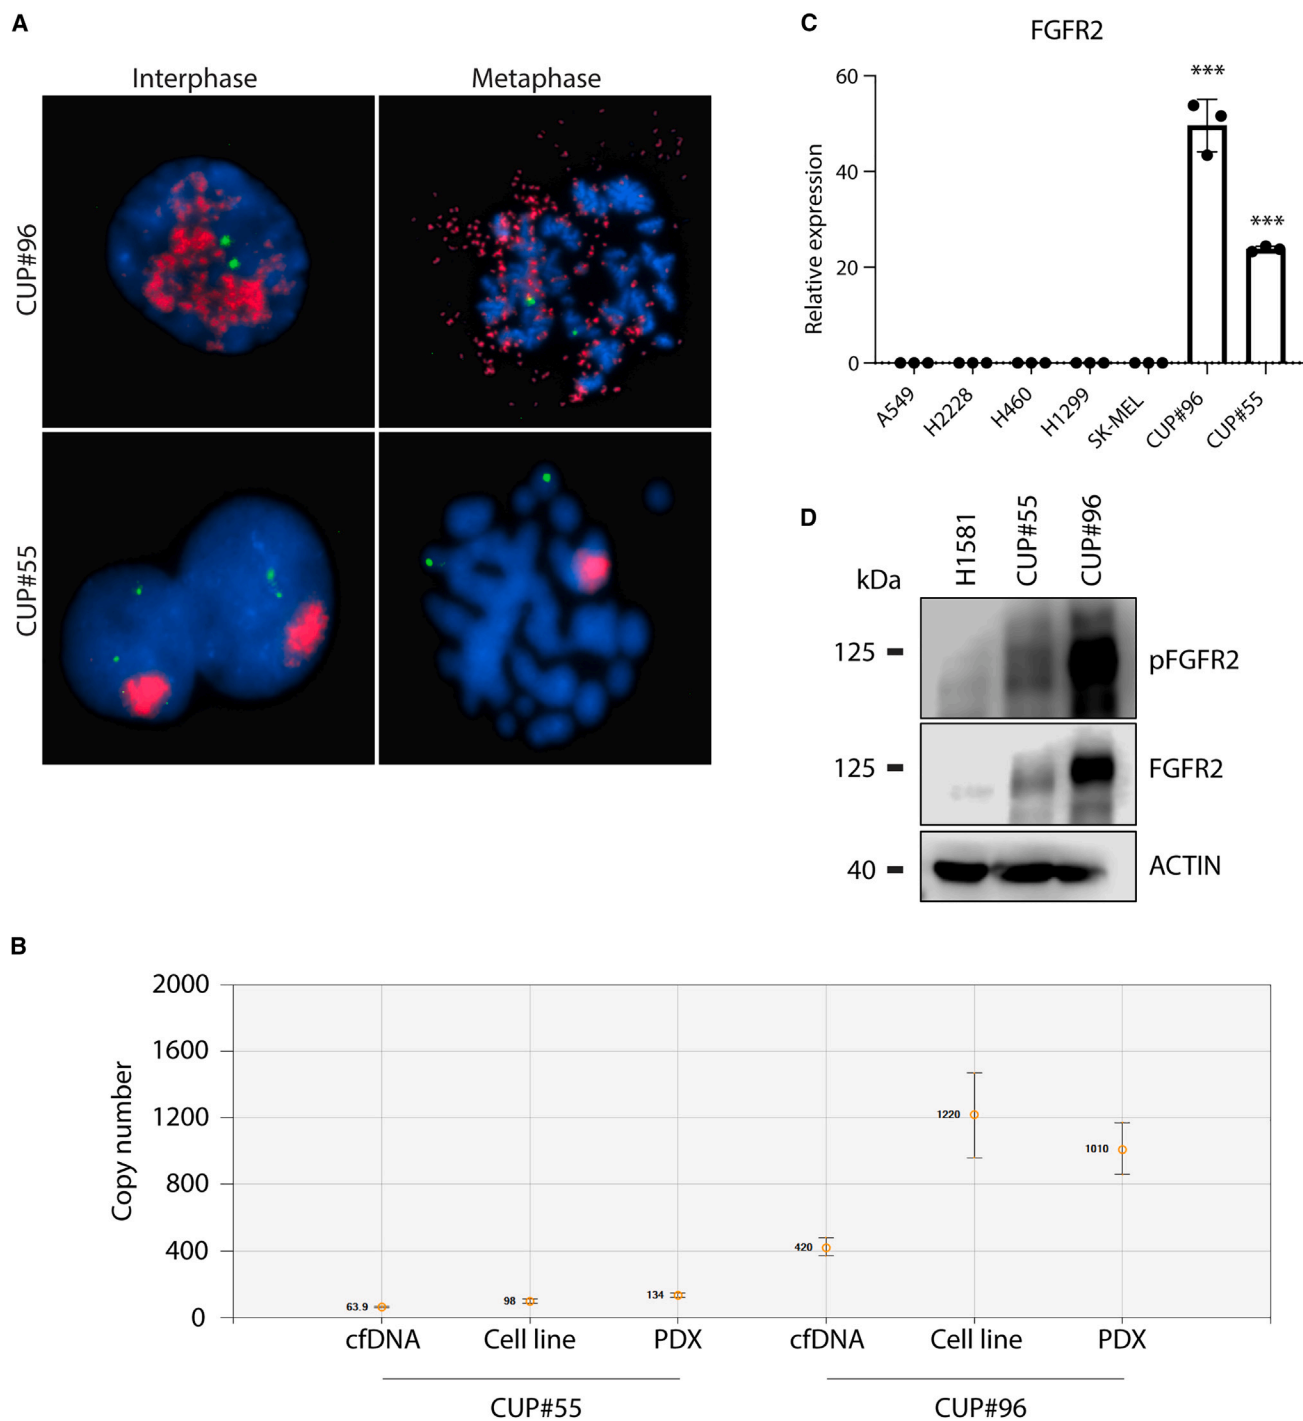 A
Interphase
Metaphase
CUP#96
CUP#55
C
FGFR2
***
***
60
40
20
0
Relative expression
A549
H2228
H460
H1299
SK-MEL
CUP#96
CUP#55
D
H1581
CUP#55
CUP#96
kDa
125
pFGFR2
125
FGFR2
40
ACTIN
B
2000
1600
1200
800
400
0
Copy number
63.9
98
134
420
1220
1010
cfDNA
Cell line
PDX
cfDNA
Cell line
PDX
CUP#55
CUP#96